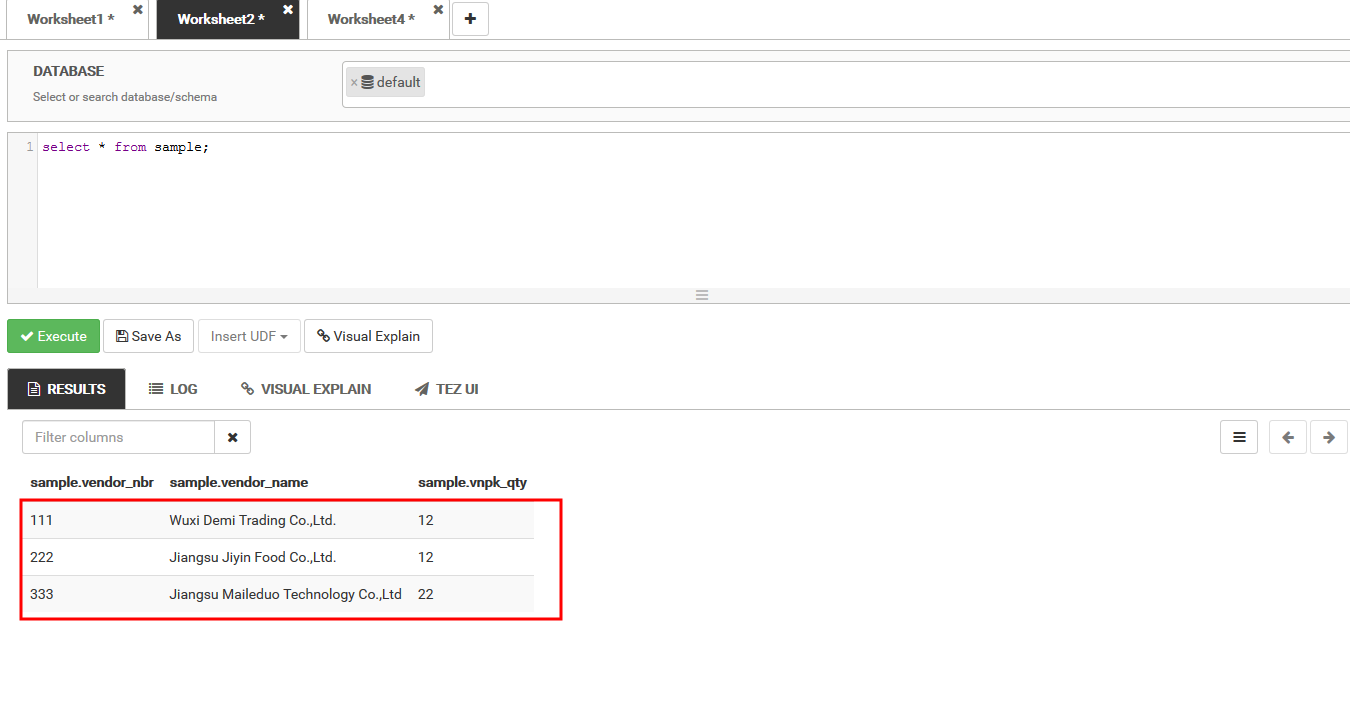 Worksheet1 * Worksheet2 * Worksheet4 *
DATABASE
Select or search database/schema
× default
1 select * from sample;
Execute Save As Insert UDF Visual Explain
RESULTS LOG VISUAL EXPLAIN TEZ UI
Filter columns
sample.vendor_nbr sample.vendor_name sample.vnpk_qty
111 Wuxi Demi Trading Co.,Ltd. 12
222 Jiangsu Jiyin Food Co.,Ltd. 12
333 Jiangsu Maileduo Technology Co.,Ltd 22